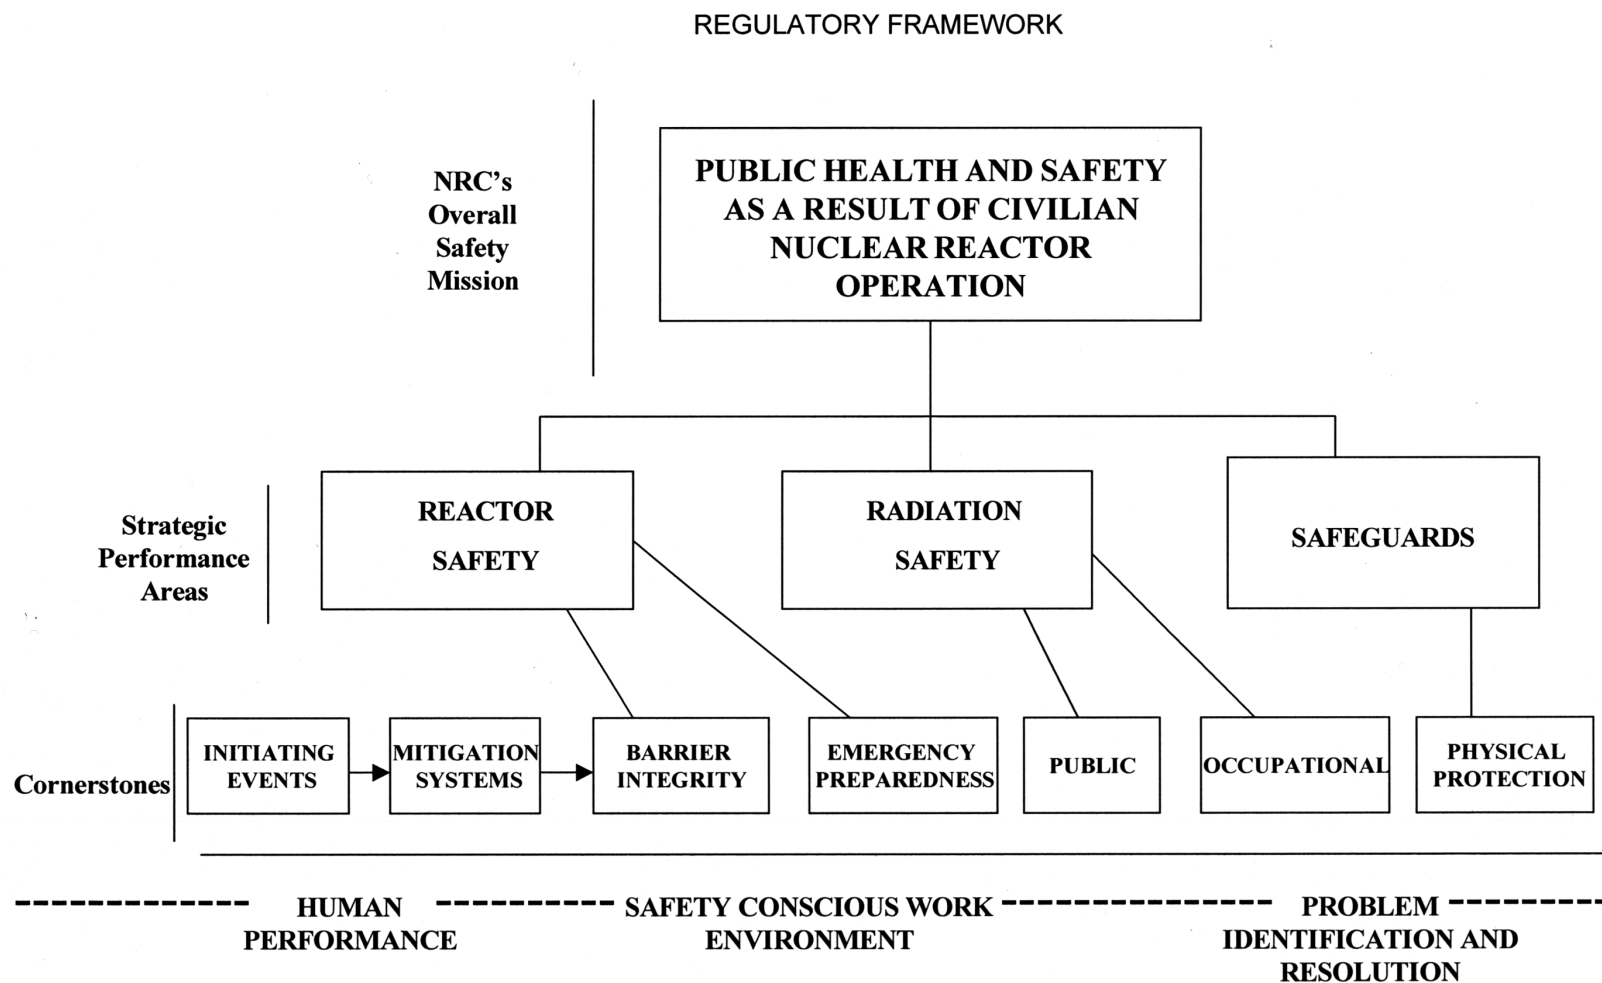 REGULATORY FRAMEWORK
NRC's
Overall
Safety
Mission
PUBLIC HEALTH AND SAFETY
AS A RESULT OF CIVILIAN
NUCLEAR REACTOR
OPERATION
Strategic
Performance
Areas
REACTOR
SAFETY
RADIATION
SAFETY
SAFEGUARDS
Cornerstones
INITIATING
EVENTS
MITIGATION
SYSTEMS
BARRIER
INTEGRITY
EMERGENCY
PREPAREDNESS
PUBLIC
OCCUPATIONAL
PHYSICAL
PROTECTION
HUMAN
PERFORMANCE
SAFETY CONSCIOUS WORK
ENVIRONMENT
PROBLEM
IDENTIFICATION AND
RESOLUTION